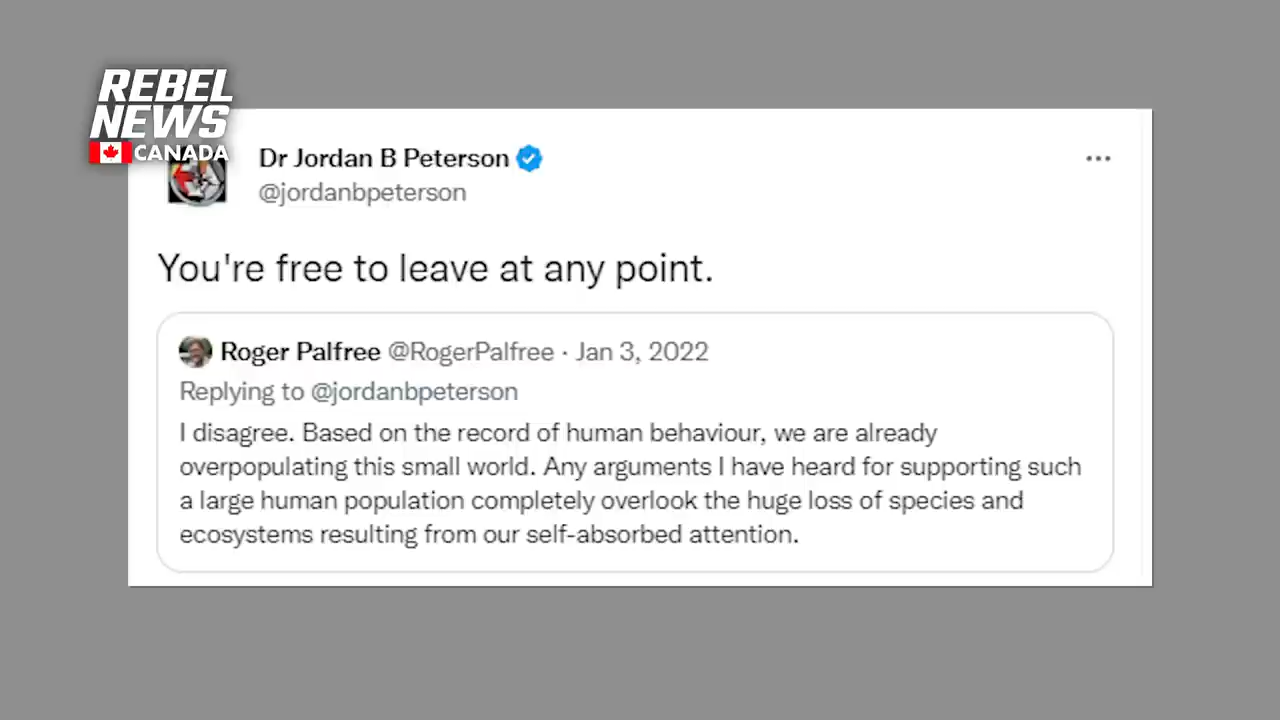 REBEL
NEWS
CANADA
Dr Jordan B Peterson
@jordanbpeterson
You're free to leave at any point.
Roger Palfree @RogerPalfree · Jan 3, 2022
Replying to @jordanbpeterson
I disagree. Based on the record of human behaviour, we are already
overpopulating this small world. Any arguments I have heard for supporting such
a large human population completely overlook the huge loss of species and
ecosystems resulting from our self-absorbed attention.